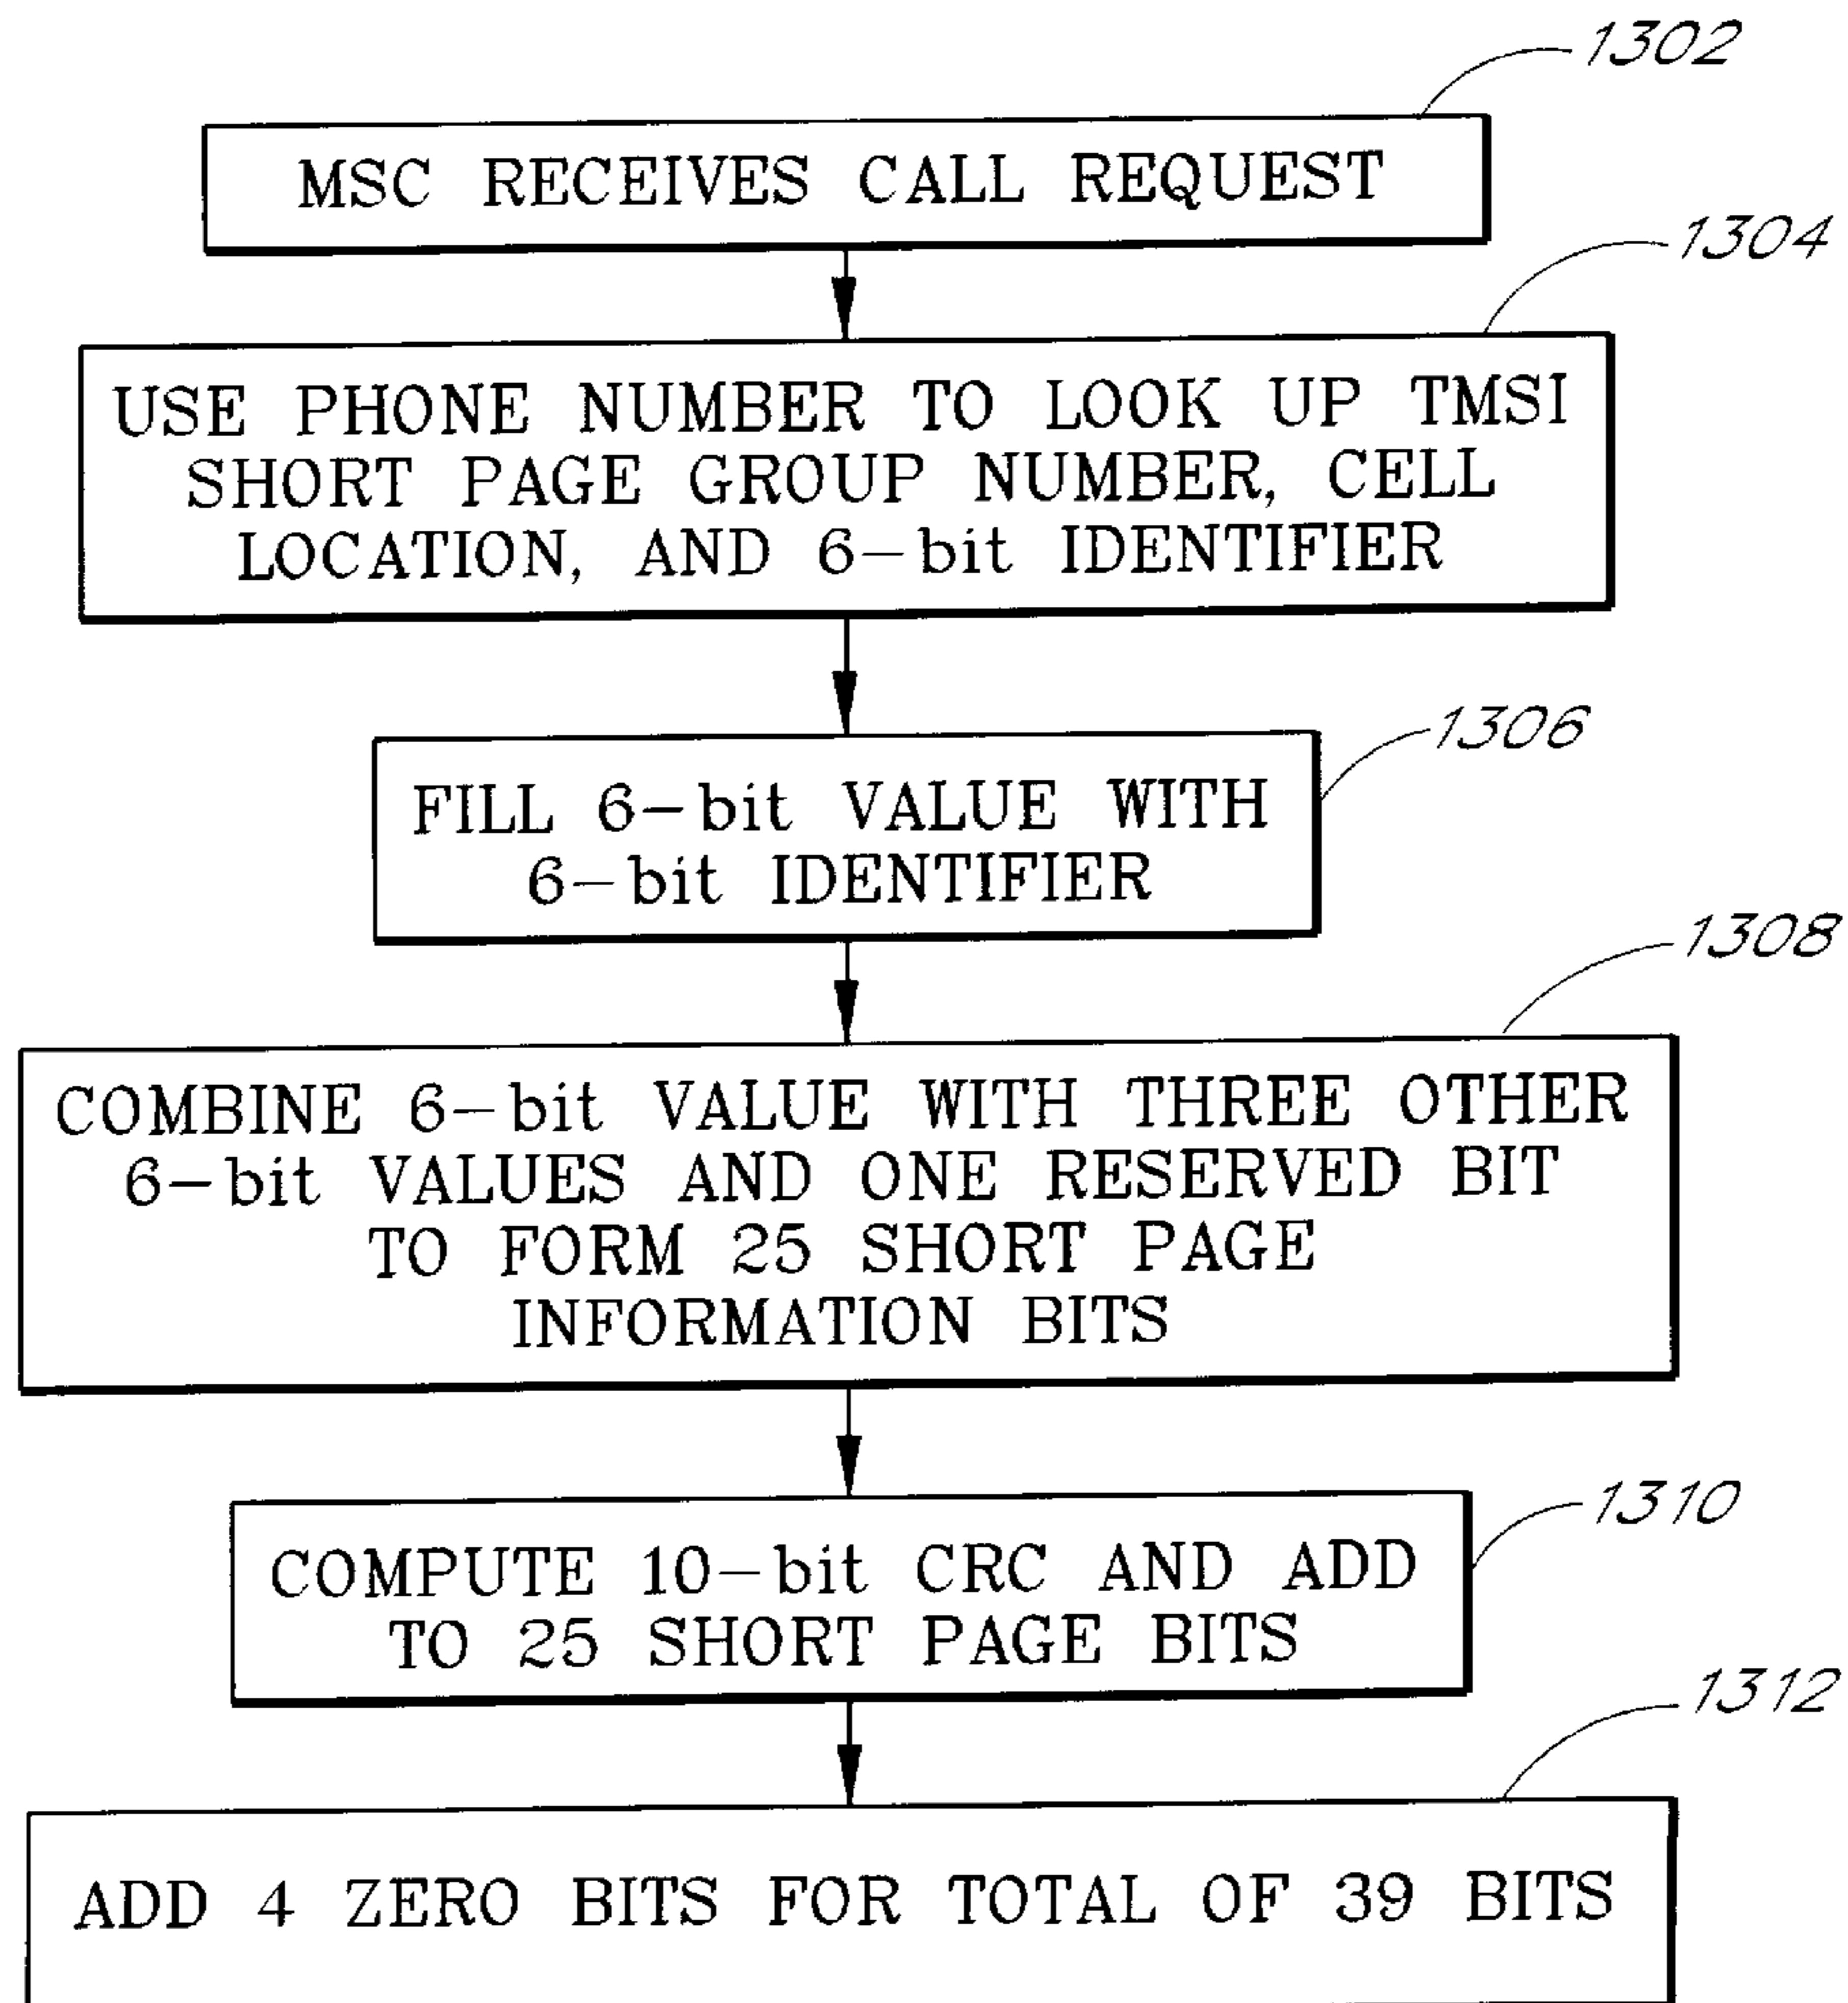 1302
MSC RECEIVES CALL REQUEST
1304
USE PHONE NUMBER TO LOOK UP TMSI
SHORT PAGE GROUP NUMBER, CELL
LOCATION, AND 6-bit IDENTIFIER
1306
FILL 6-bit VALUE WITH
6-bit IDENTIFIER
1308
COMBINE 6-bit VALUE WITH THREE OTHER
6-bit VALUES AND ONE RESERVED BIT
TO FORM 25 SHORT PAGE
INFORMATION BITS
1310
COMPUTE 10-bit CRC AND ADD
TO 25 SHORT PAGE BITS
1312
ADD 4 ZERO BITS FOR TOTAL OF 39 BITS